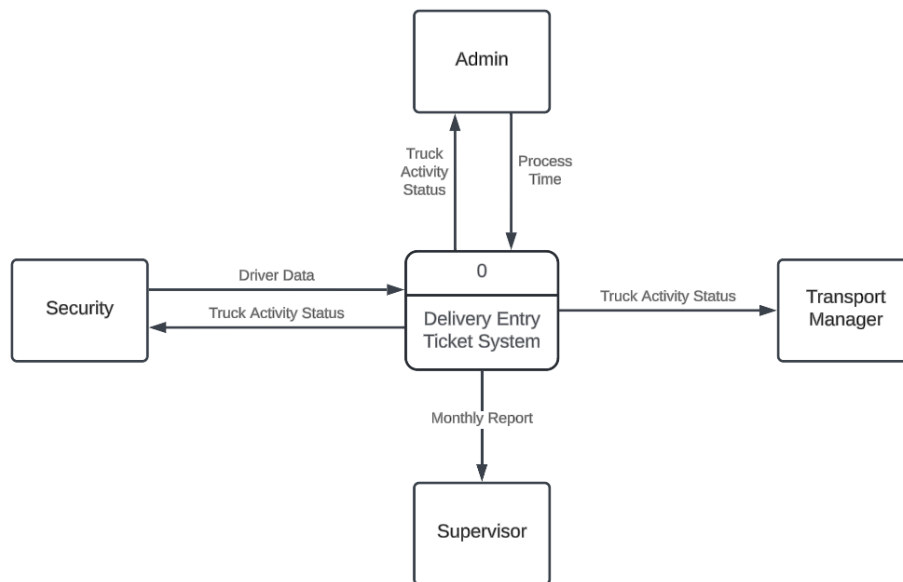 Admin
Truck
Activity
Status
Process
Time
0
Security
Driver Data
Truck Activity Status
Delivery Entry
Ticket System
Truck Activity Status
Transport
Manager
Monthly Report
Supervisor